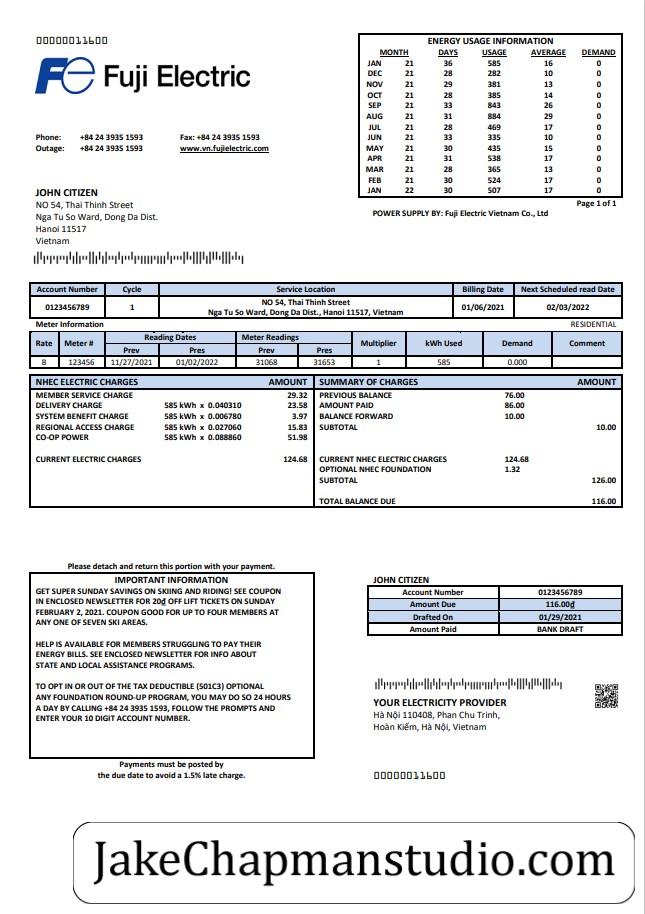 00000011600
Fuji Electric
Phone: +84 24 3935 1593 Fax: +84 24 3935 1593
Outage: +84 24 3935 1593 www.vn.fujielectric.com
ENERGY USAGE INFORMATION
MONTH DAYS USAGE AVERAGE DEMAND
JAN 21 36 585 16 0
DEC 21 28 282 10 0
NOV 21 29 381 13 0
OCT 21 28 385 14 0
SEP 21 33 843 26 0
AUG 21 31 884 29 0
JUL 21 28 469 17 0
JUN 21 33 335 10 0
MAY 21 30 435 15 0
APR 21 31 538 17 0
MAR 21 28 365 13 0
FEB 21 30 524 17 0
JAN 22 30 507 17 0
Page 1 of 1
POWER SUPPLY BY: Fuji Electric Vietnam Co., Ltd
JOHN CITIZEN
NO 54, Thai Thinh Street
Nga Tu So Ward, Dong Da Dist.
Hanoi 11517
Vietnam
Account Number Cycle Service Location Billing Date Next Scheduled read Date
0123456789 1 NO 54, Thai Thinh Street 01/06/2021 02/03/2022
Nga Tu So Ward, Dong Da Dist., Hanoi 11517, Vietnam
Meter Information RESIDENTIAL
Rate Meter # Reading Dates Meter Readings Multiplier kWh Used Demand Comment
Prev Pres Prev Pres
B 123456 11/27/2021 01/02/2022 31068 31653 1 585 0.000
NHEC ELECTRIC CHARGES AMOUNT
MEMBER SERVICE CHARGE 29.32
DELIVERY CHARGE 585 kWh x 0.040310 23.58
SYSTEM BENEFIT CHARGE 585 kWh x 0.006780 3.97
REGIONAL ACCESS CHARGE 585 kWh x 0.027060 15.83
CO-OP POWER 585 kWh x 0.088860 51.98
CURRENT ELECTRIC CHARGES 124.68
SUMMARY OF CHARGES AMOUNT
PREVIOUS BALANCE 76.00
AMOUNT PAID 86.00
BALANCE FORWARD 10.00
SUBTOTAL 10.00
CURRENT NHEC ELECTRIC CHARGES 124.68
OPTIONAL NHEC FOUNDATION 1.32
SUBTOTAL 126.00
TOTAL BALANCE DUE 116.00
Please detach and return this portion with your payment.
IMPORTANT INFORMATION
GET SUPER SUNDAY SAVINGS ON SKIING AND RIDING! SEE COUPON
IN ENCLOSED NEWSLETTER FOR 20₫ OFF LIFT TICKETS ON SUNDAY
FEBRUARY 2, 2021. COUPON GOOD FOR UP TO FOUR MEMBERS AT
ANY ONE OF SEVEN SKI AREAS.
HELP IS AVAILABLE FOR MEMBERS STRUGGLING TO PAY THEIR
ENERGY BILLS. SEE ENCLOSED NEWSLETTER FOR INFO ABOUT
STATE AND LOCAL ASSISTANCE PROGRAMS.
TO OPT IN OR OUT OF THE TAX DEDUCTIBLE (501C3) OPTIONAL
ANY FOUNDATION ROUND-UP PROGRAM, YOU MAY DO SO 24 HOURS
A DAY BY CALLING +84 24 3935 1593, FOLLOW THE PROMPTS AND
ENTER YOUR 10 DIGIT ACCOUNT NUMBER.
Payments must be posted by
the due date to avoid a 1.5% late charge.
JOHN CITIZEN
Account Number 0123456789
Amount Due 116.00₫
Drafted On 01/29/2021
Amount Paid BANK DRAFT
YOUR ELECTRICITY PROVIDER
Hà Nội 110408, Phan Chu Trinh,
Hoàn Kiếm, Hà Nội, Vietnam
00000011600
JakeChapmanstudio.com